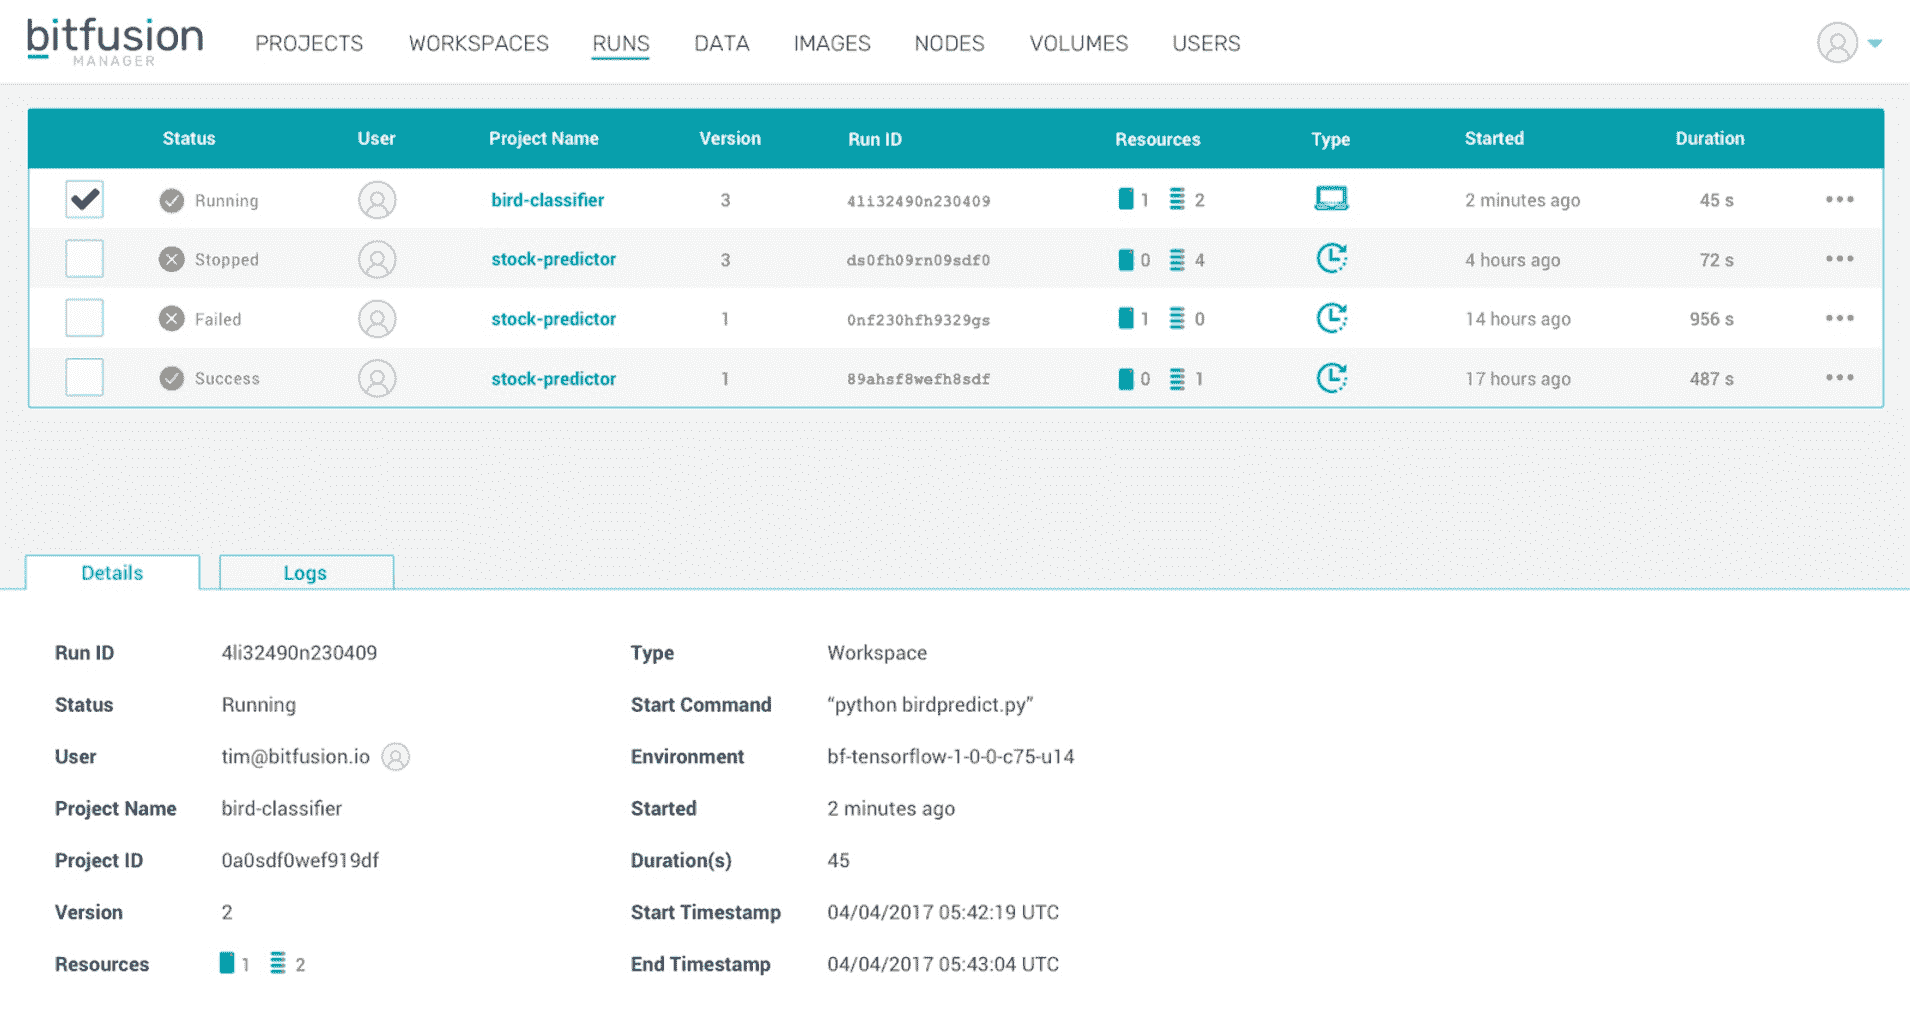 bitfusion
MANAGER
PROJECTS WORKSPACES RUNS DATA IMAGES NODES VOLUMES USERS
Status User Project Name Version Run ID Resources Type Started Duration
Running bird-classifier 3 4li32490n230409 1 2 2 minutes ago 45 s
Stopped stock-predictor 3 ds0fh09rn09sdf0 0 4 4 hours ago 72 s
Failed stock-predictor 1 0nf230hfh9329gs 1 0 14 hours ago 956 s
Success stock-predictor 1 89ahsf8wefh8sdf 0 1 17 hours ago 487 s
Details Logs
Run ID 4li32490n230409 Type Workspace
Status Running Start Command “python birdpredict.py”
User tim@bitfusion.io Environment bf-tensorflow-1-0-0-c75-u14
Project Name bird-classifier Started 2 minutes ago
Project ID 0a0sdf0wef919df Duration(s) 45
Version 2 Start Timestamp 04/04/2017 05:42:19 UTC
Resources 1 2 End Timestamp 04/04/2017 05:43:04 UTC